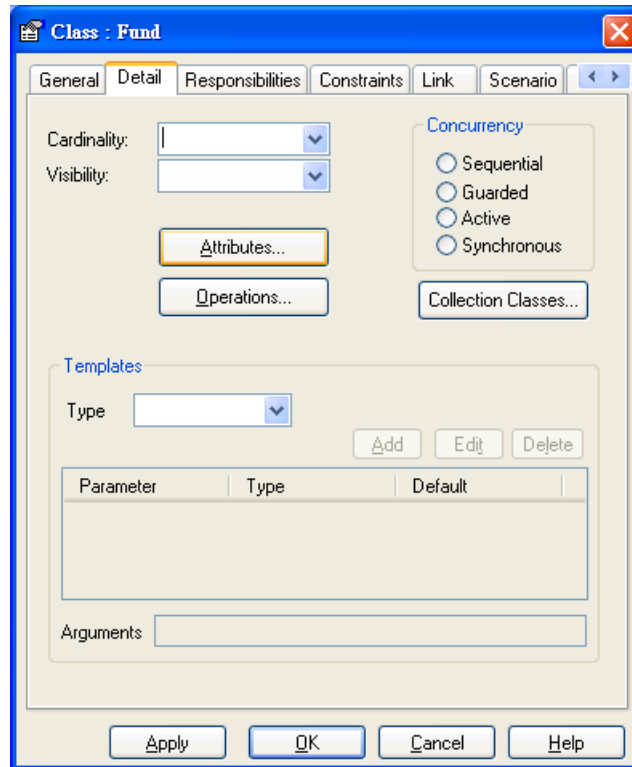 Class : Fund
General Detail Responsibilities Constraints Link Scenario
Cardinality:
Visibility:
Concurrency
Sequential
Guarded
Active
Synchronous
Attributes...
Operations...
Collection Classes...
Templates
Type
Add Edit Delete
Parameter Type Default
Arguments
Apply OK Cancel Help